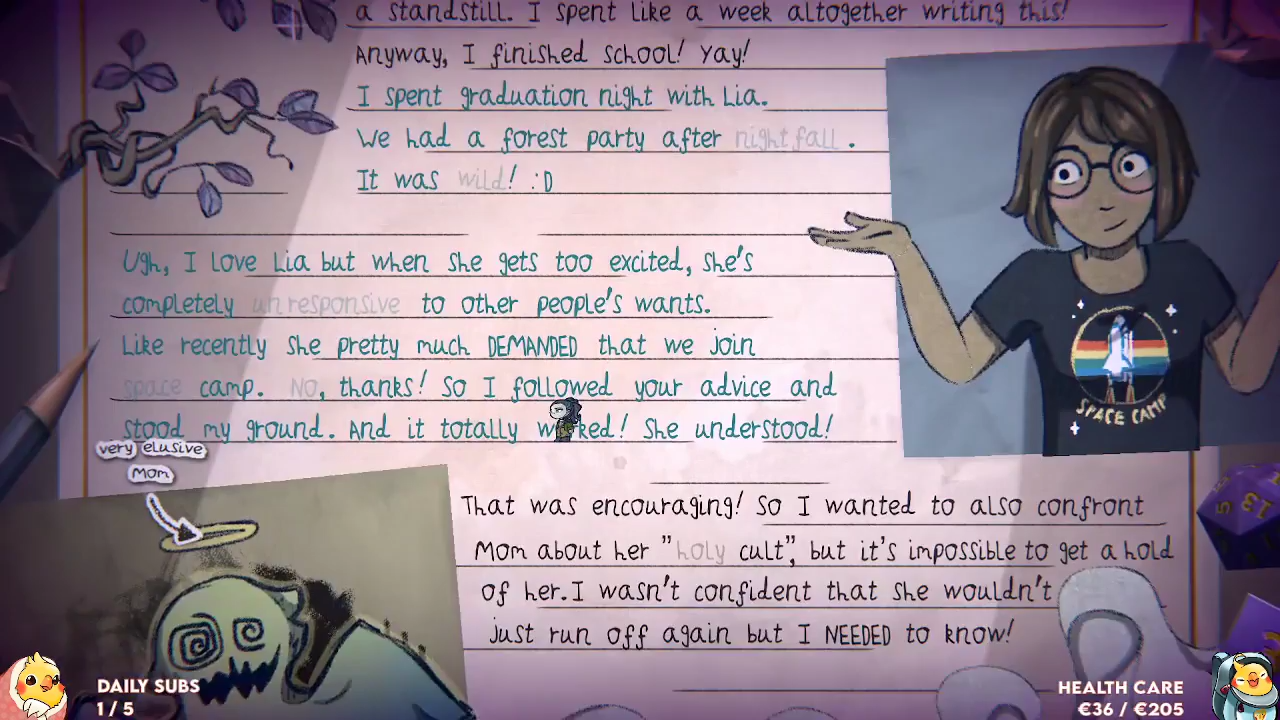 a standstill. I spent like a week altogether writing this!
Anyway, I finished school! Yay!
I spent graduation night with Lia.
We had a forest party after nightfall.
It was wild! :D
Ugh, I love Lia but when she gets too excited, she's
completely unresponsive to other people's wants.
Like recently she pretty much DEMANDED that we join
space camp. No, thanks! So I followed your advice and
stood my ground. And it totally worked! She understood!
SPACE CAMP
very elusive
Mom
That was encouraging! So I wanted to also confront
Mom about her "holy cult", but it's impossible to get a hold
of her. I wasn't confident that she wouldn't
just run off again but I NEEDED to know!
13
DAILY SUBS
1 / 5
HEALTH CARE
€36 / €205